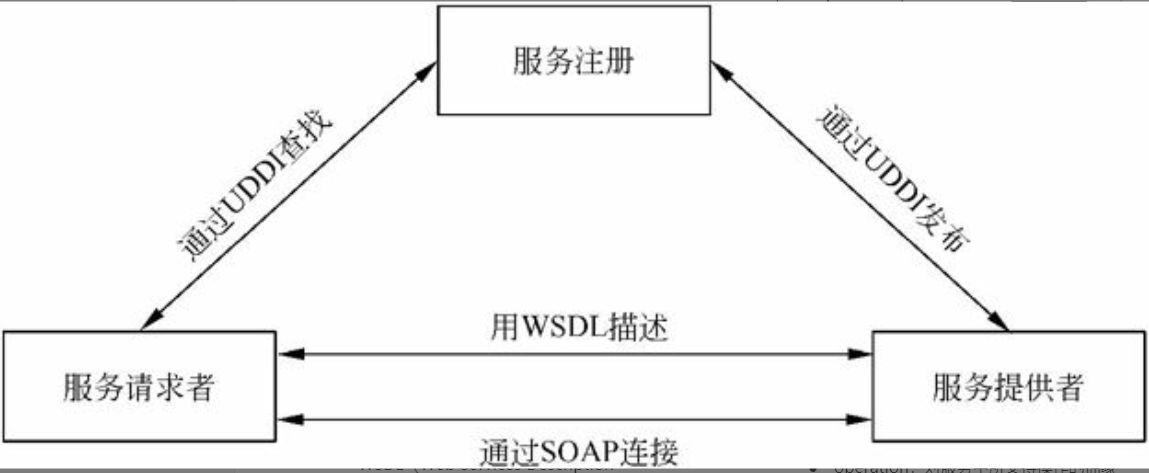 服务注册
通过UDDI查找
通过UDDI发布
用WSDL描述
服务请求者
服务提供者
通过SOAP连接